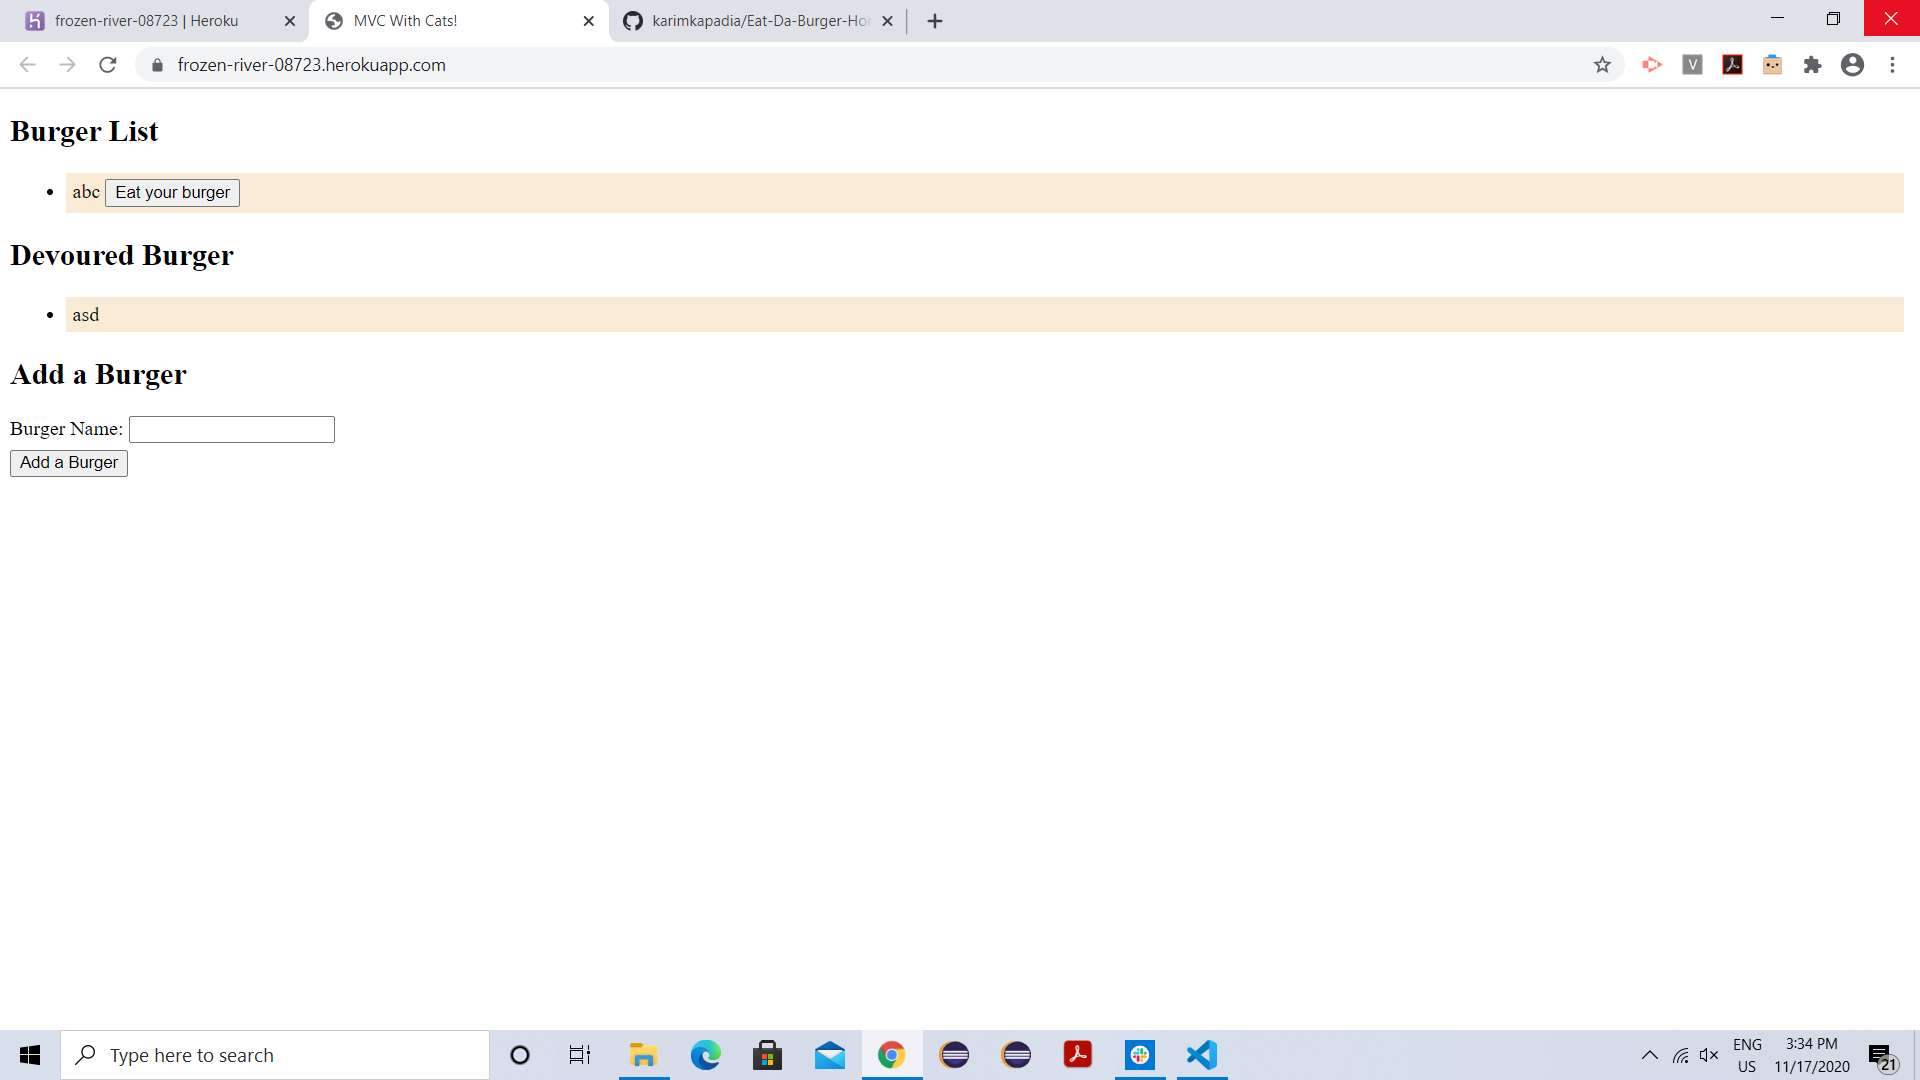 frozen-river-08723 | Heroku
MVC With Cats!
karimkapadia/Eat-Da-Burger-Ho
frozen-river-08723.herokuapp.com
V
Burger List
abc Eat your burger
Devoured Burger
asd
Add a Burger
Burger Name:
Add a Burger
Type here to search
ENG
US
3:34 PM
11/17/2020
21